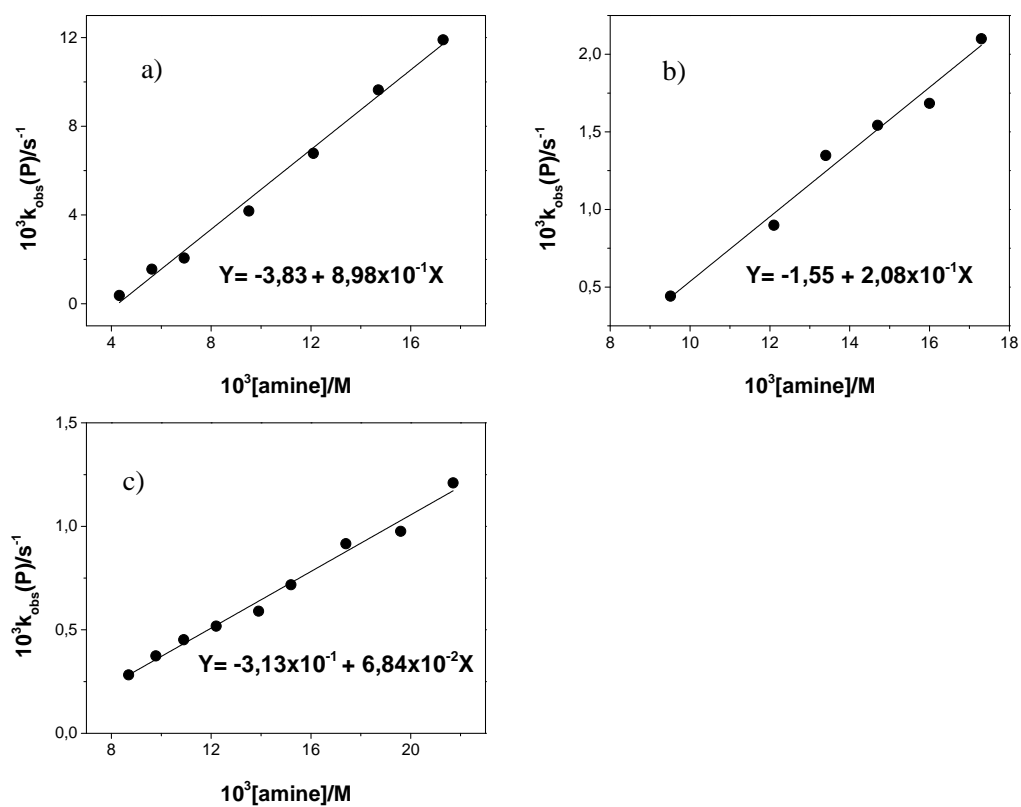 a)
12
8
4
0
10³k_obs(P)/s⁻¹
Y= -3,83 + 8,98x10⁻¹X
4 8 12 16
10³[amine]/M
b)
2,0
1,5
1,0
0,5
10³k_obs(P)/s⁻¹
Y= -1,55 + 2,08x10⁻¹X
8 10 12 14 16 18
10³[amine]/M
c)
1,5
1,0
0,5
0,0
10³k_obs(P)/s⁻¹
Y= -3,13x10⁻¹ + 6,84x10⁻²X
8 12 16 20
10³[amine]/M